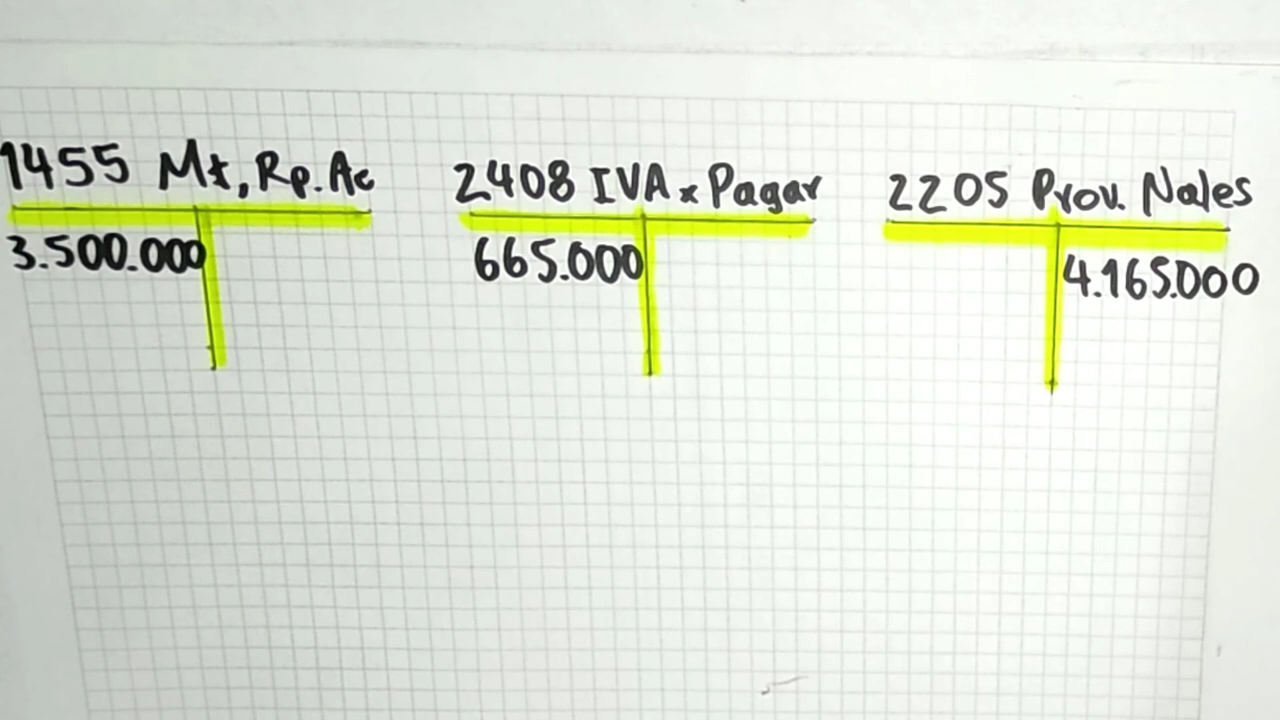 1455 Mt, Rp. Ac
3.500.000
2408 IVA x Pagar
665.000
2205 Prov. Nales
4.165.000